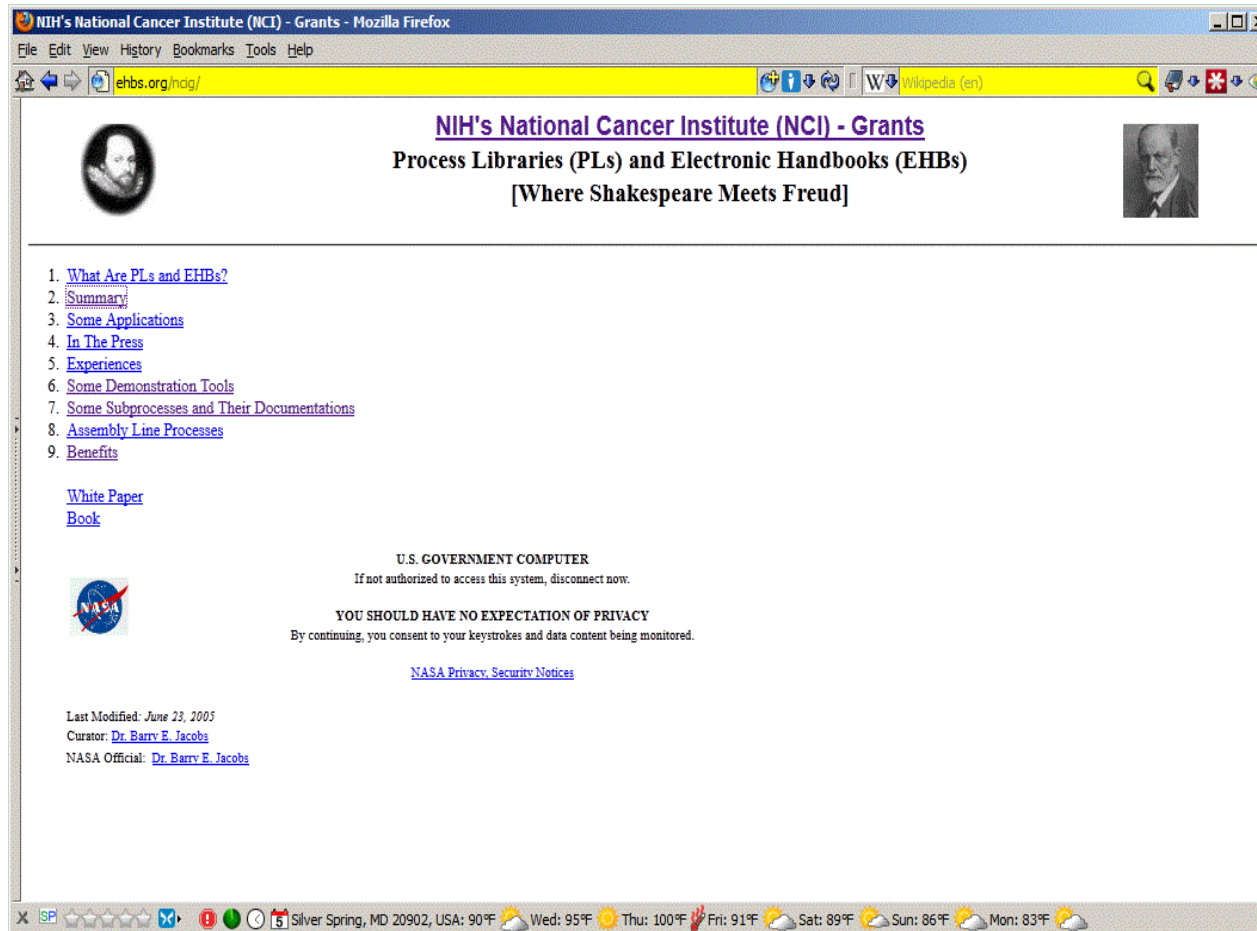 NIH's National Cancer Institute (NCI) - Grants - Mozilla Firefox
File Edit View History Bookmarks Tools Help
ehbs.org/ncig/ W Wikipedia (en)
NIH's National Cancer Institute (NCI) - Grants
Process Libraries (PLs) and Electronic Handbooks (EHBs)
[Where Shakespeare Meets Freud]
1. What Are PLs and EHBs?
2. Summary
3. Some Applications
4. In The Press
5. Experiences
6. Some Demonstration Tools
7. Some Subprocesses and Their Documentations
8. Assembly Line Processes
9. Benefits
White Paper
Book
U.S. GOVERNMENT COMPUTER
If not authorized to access this system, disconnect now.
NASA
YOU SHOULD HAVE NO EXPECTATION OF PRIVACY
By continuing, you consent to your keystrokes and data content being monitored.
NASA Privacy, Security Notices
Last Modified: June 23, 2005
Curator: Dr. Barry E. Jacobs
NASA Official: Dr. Barry E. Jacobs
X SP 5 Silver Spring, MD 20902, USA: 90°F Wed: 95°F Thu: 100°F Fri: 91°F Sat: 89°F Sun: 86°F Mon: 83°F